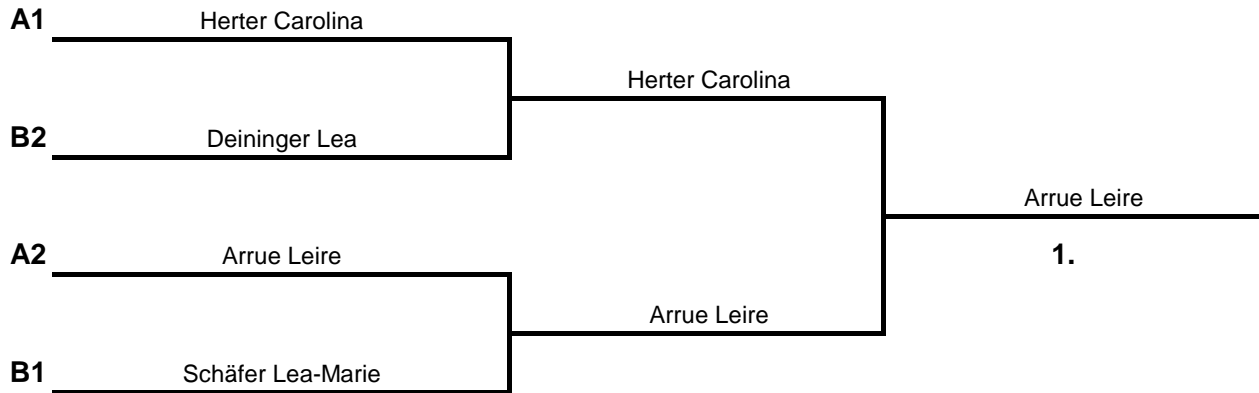 A1 Herter Carolina
Herter Carolina
B2 Deininger Lea
Arrue Leire
A2 Arrue Leire
1.
Arrue Leire
B1 Schäfer Lea-Marie